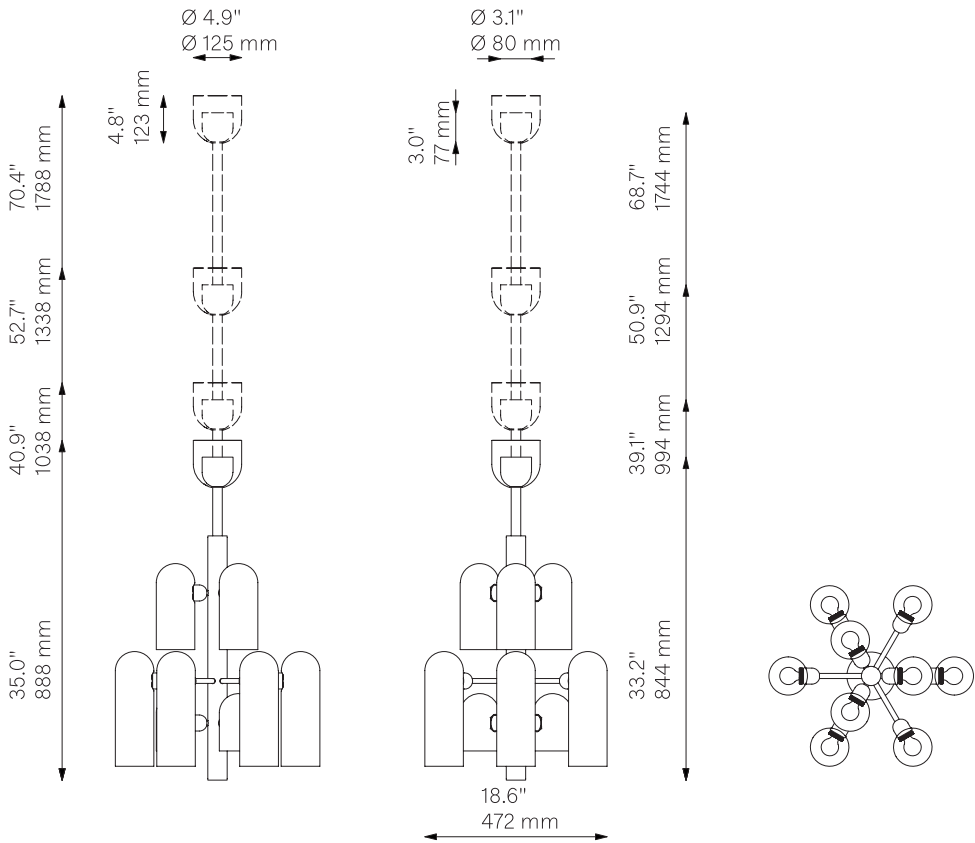 Ø 4.9"
Ø 125 mm
Ø 3.1"
Ø 80 mm
4.8"
123 mm
3.0"
77 mm
70.4"
1788 mm
68.7"
1744 mm
52.7"
1338 mm
50.9"
1294 mm
40.9"
1038 mm
39.1"
994 mm
35.0"
888 mm
33.2"
844 mm
18.6"
472 mm